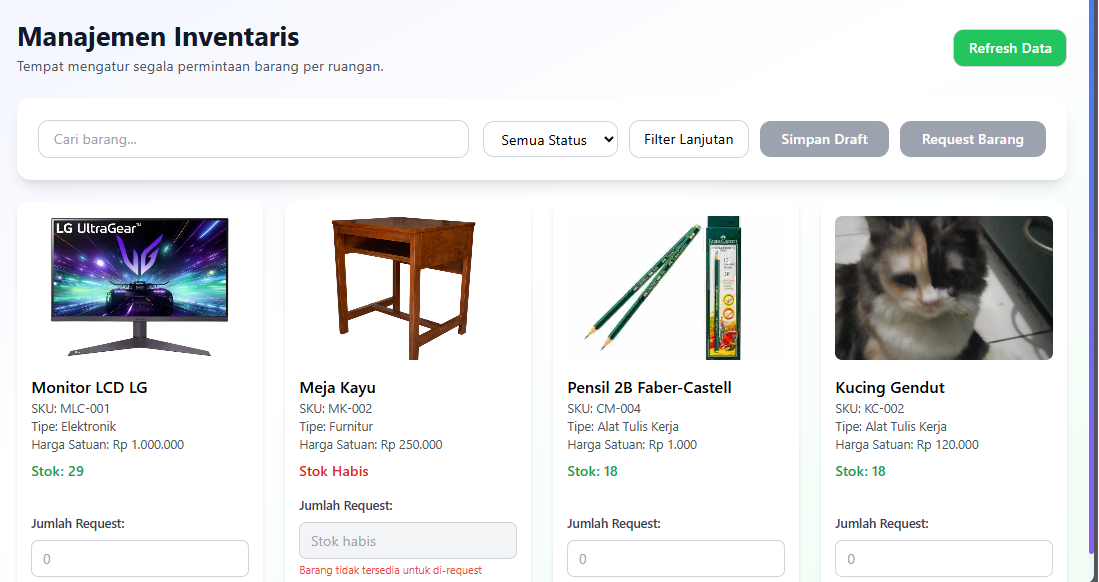 Manajemen Inventaris
Tempat mengatur segala permintaan barang per ruangan.
Refresh Data
Cari barang...
Semua Status
Filter Lanjutan
Simpan Draft
Request Barang
LG UltraGear™
Monitor LCD LG
SKU: MLC-001
Tipe: Elektronik
Harga Satuan: Rp 1.000.000
Stok: 29
Jumlah Request:
0
Meja Kayu
SKU: MK-002
Tipe: Furnitur
Harga Satuan: Rp 250.000
Stok Habis
Jumlah Request:
Stok habis
Barang tidak tersedia untuk di-request
Pensil 2B Faber-Castell
SKU: CM-004
Tipe: Alat Tulis Kerja
Harga Satuan: Rp 1.000
Stok: 18
Jumlah Request:
0
Kucing Gendut
SKU: KC-002
Tipe: Alat Tulis Kerja
Harga Satuan: Rp 120.000
Stok: 18
Jumlah Request:
0